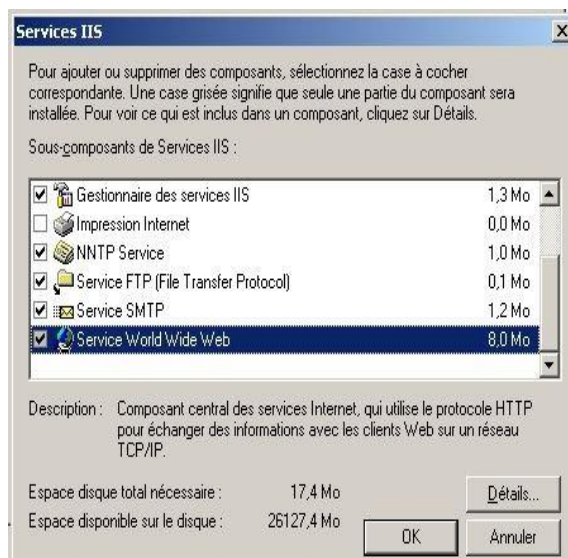 Services IIS
Pour ajouter ou supprimer des composants, sélectionnez la case à cocher
correspondante. Une case grisée signifie que seule une partie du composant sera
installée. Pour voir ce qui est inclus dans un composant, cliquez sur Détails.
Sous-composants de Services IIS :
Gestionnaire des services IIS 1,3 Mo
Impression Internet 0,0 Mo
NNTP Service 1,0 Mo
Service FTP (File Transfer Protocol) 0,1 Mo
Service SMTP 1,2 Mo
Service World Wide Web 8,0 Mo
Description : Composant central des services Internet, qui utilise le protocole HTTP
pour échanger des informations avec les clients Web sur un réseau
TCP/IP.
Espace disque total nécessaire : 17,4 Mo
Détails...
Espace disponible sur le disque : 26127,4 Mo
OK Annuler